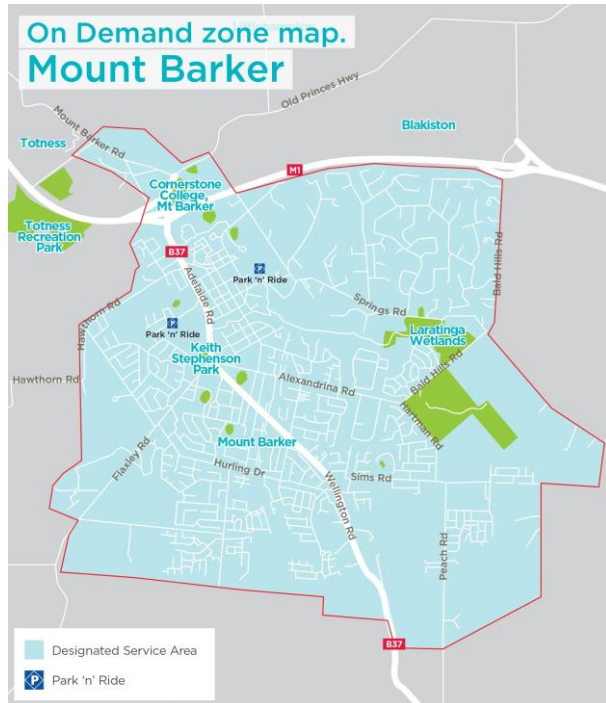 On Demand zone map.
Mount Barker
Mount Barker Rd
Old Princes Hwy
Totness
Blakiston
M1
Cornerstone
College,
Mt Barker
Totness
Recreation
Park
B37
Bald Hills Rd
Park 'n' Ride
Adelaide Rd
Springs Rd
Hawthorn Rd
Park 'n' Ride
Laratinga
Wetlands
Keith
Stephenson
Park
Bald Hills Rd
Hawthorn Rd
Alexandrina Rd
Hartman Rd
Mount Barker
Flaxley Rd
Hurling Dr
Sims Rd
Wellington Rd
Peach Rd
B37
Designated Service Area
P Park 'n' Ride